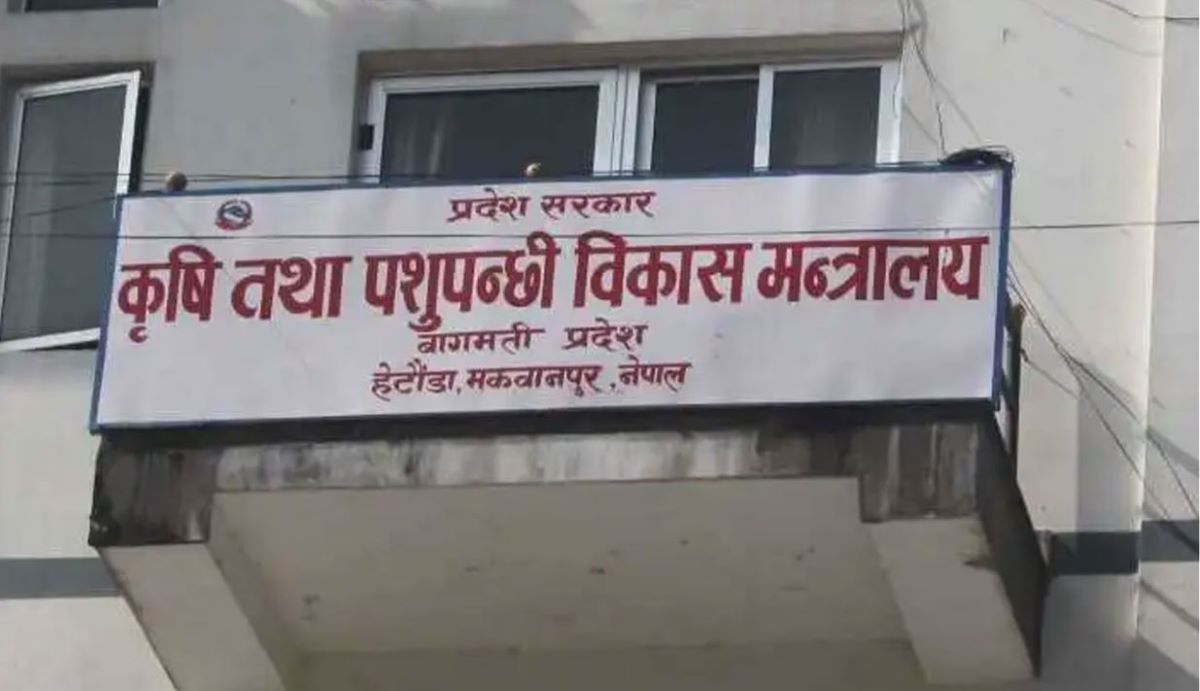 प्रदेश सरकार
कृषि तथा पशुपन्छी विकास मन्त्रालय
बागमती प्रदेश
हेटौंडा, मकवानपुर, नेपाल